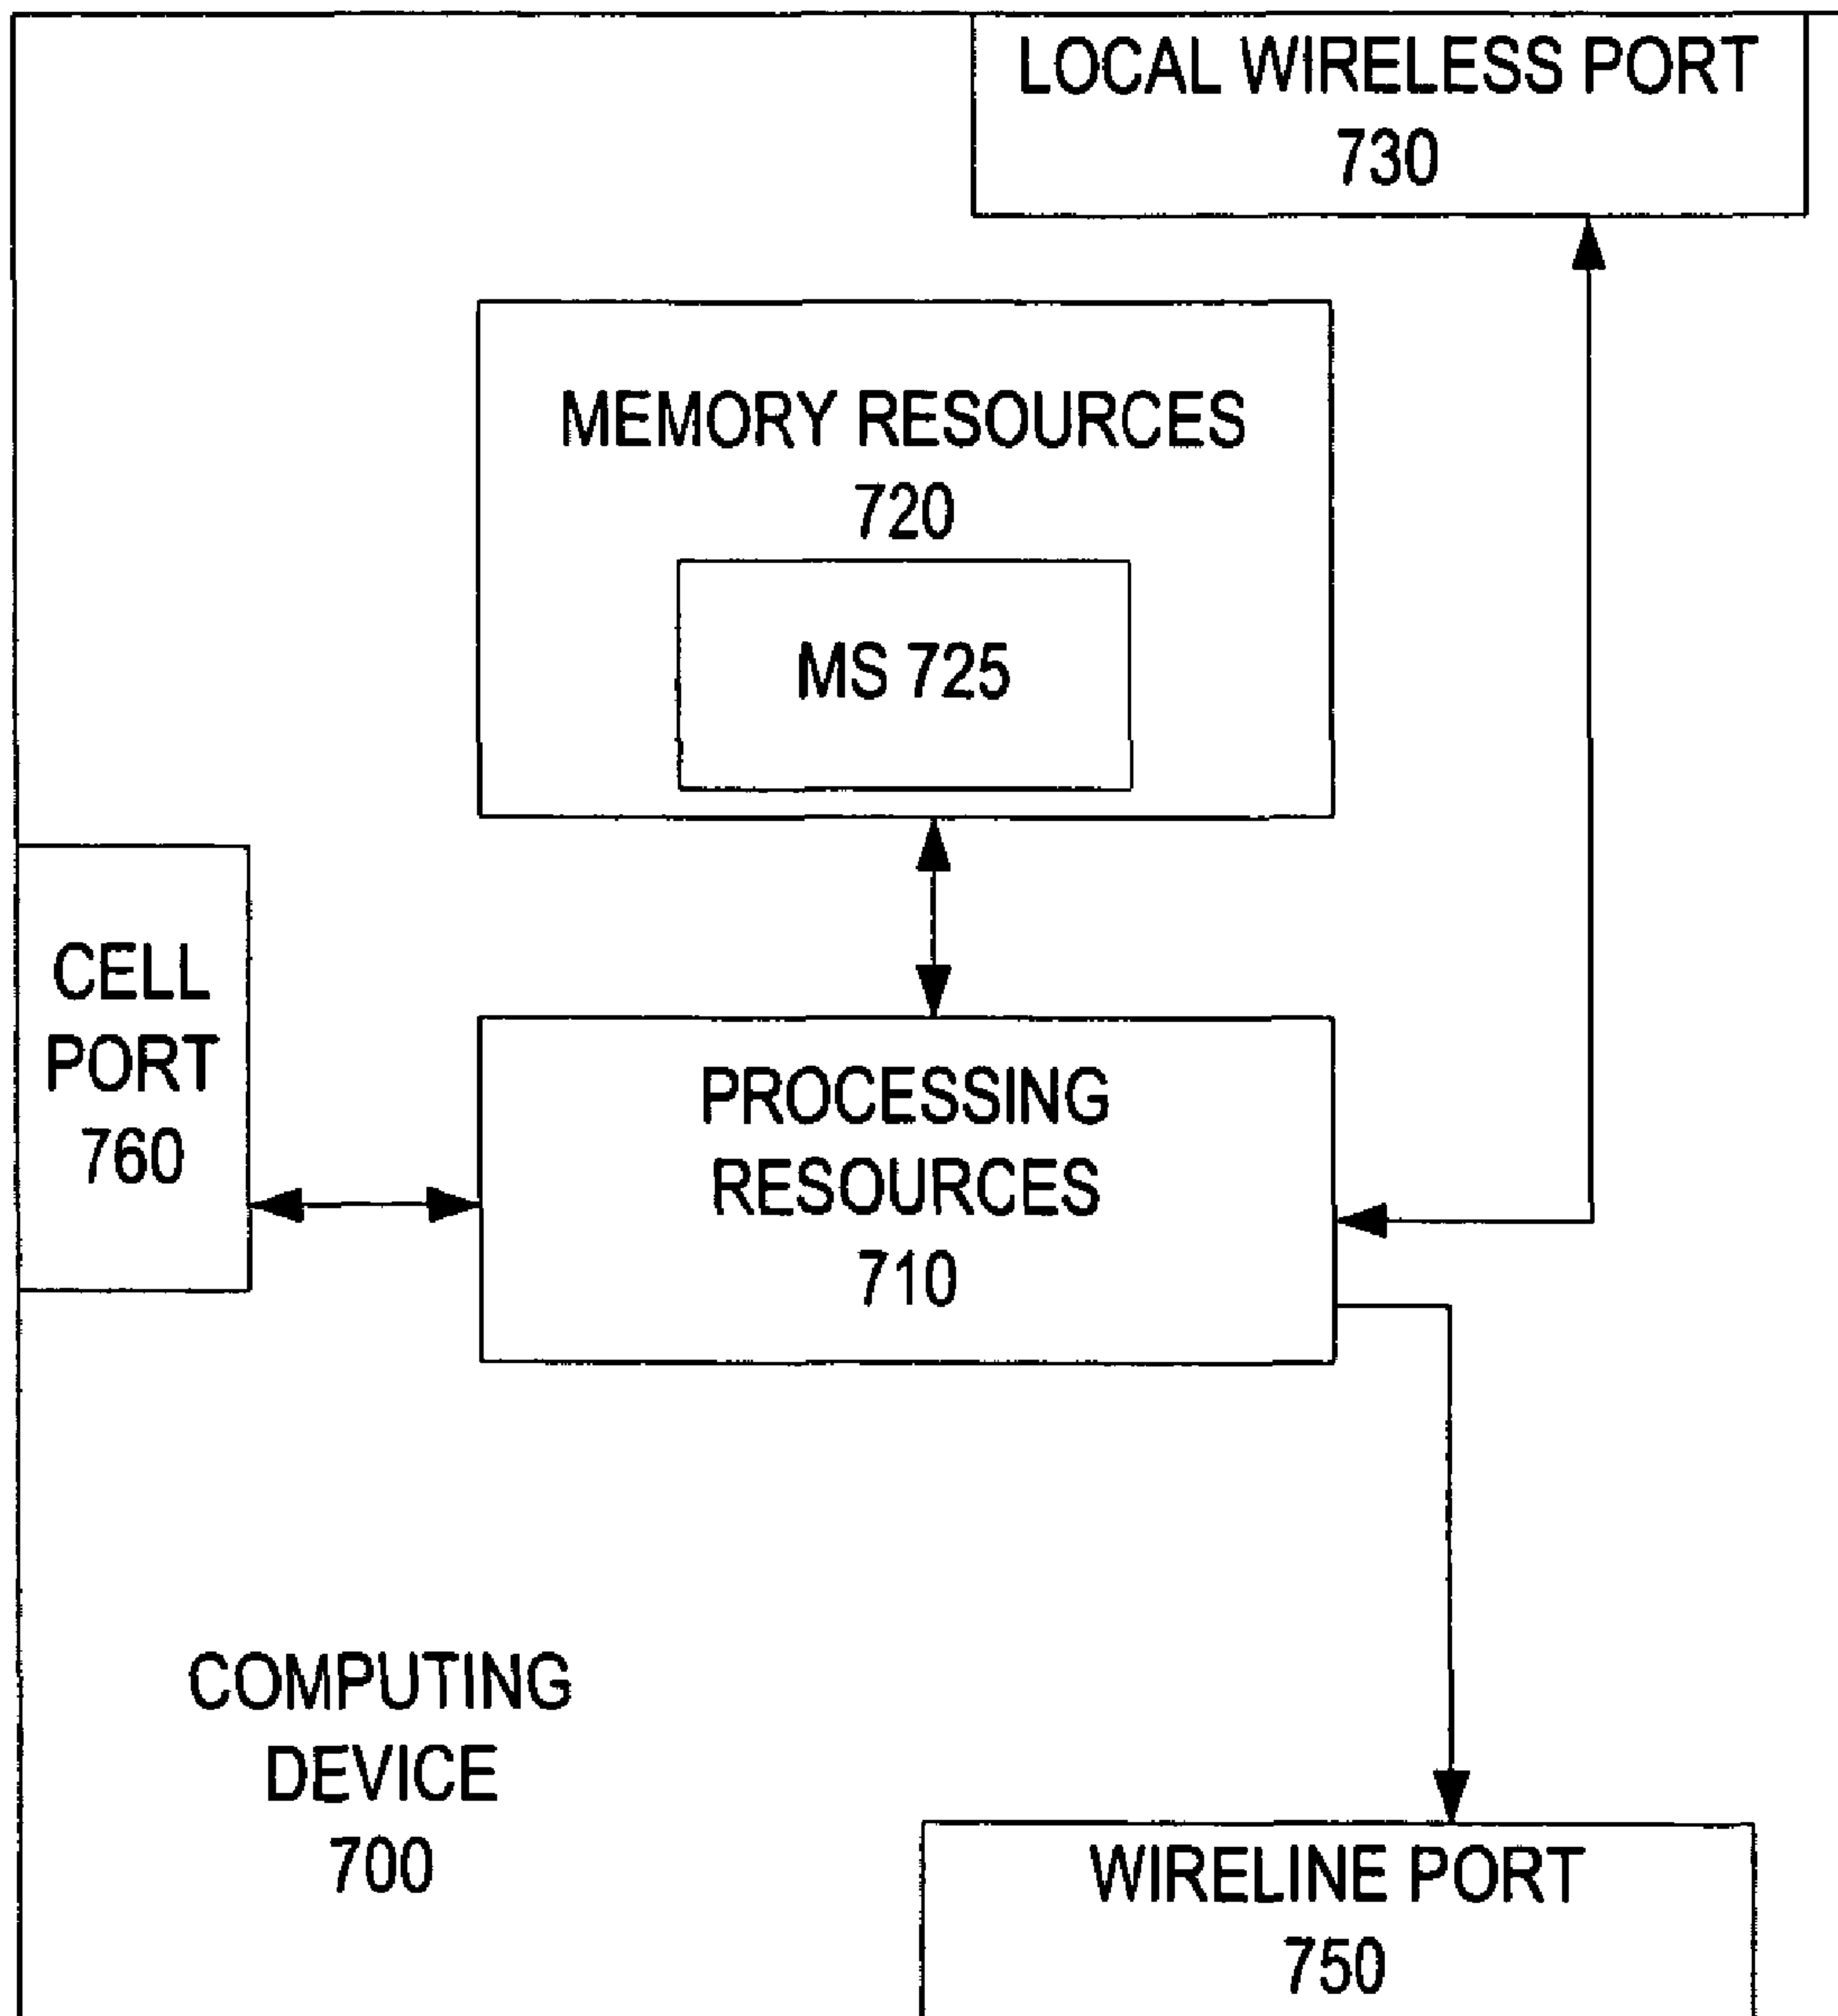 LOCAL WIRELESS PORT
730
MEMORY RESOURCES
720
MS 725
CELL
PORT
760
PROCESSING
RESOURCES
710
COMPUTING
DEVICE
700
WIRELINE PORT
750